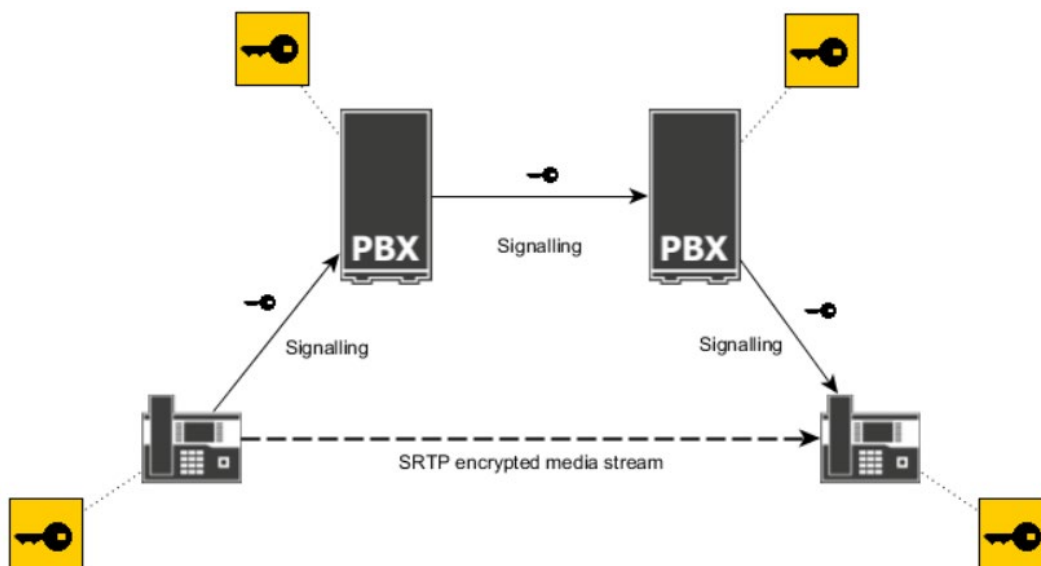 PBX
PBX
Signalling
Signalling
Signalling
SRTP encrypted media stream